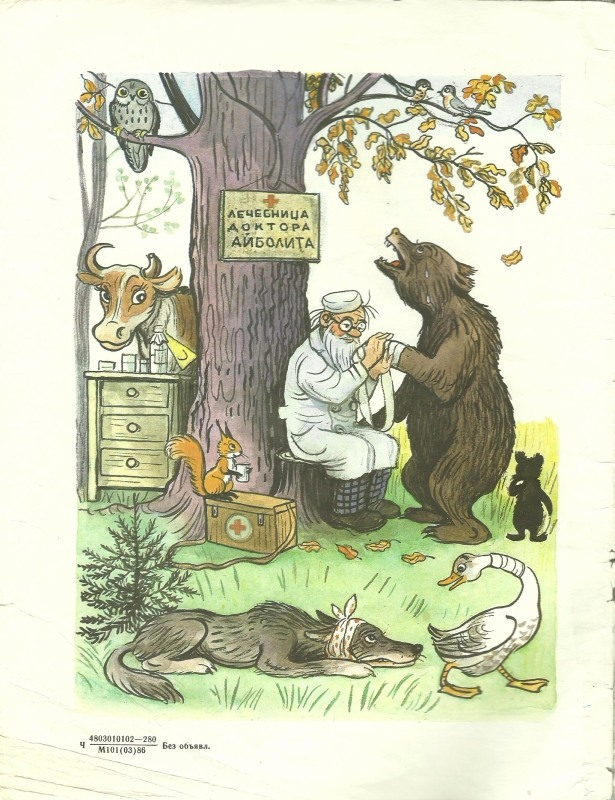 ЛЕЧЕБНИЦА
ДОКТОРА
АЙБОЛИТА
Ч 4803010102—280
М101(03)86 Без объявл.